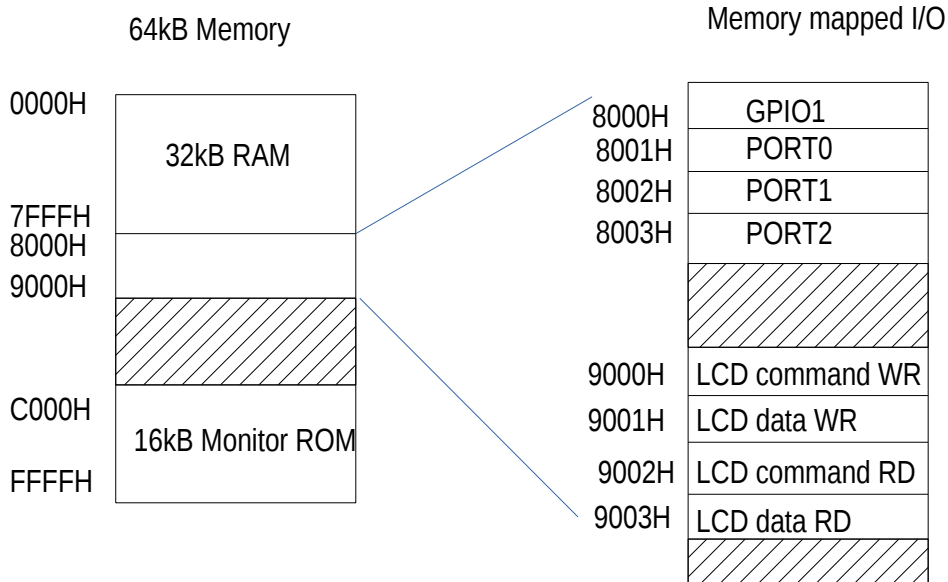 64kB Memory
0000H
32kB RAM
7FFFH
8000H
9000H
C000H
16kB Monitor ROM
FFFFH
Memory mapped I/O
8000H GPIO1
8001H PORT0
8002H PORT1
8003H PORT2
9000H LCD command WR
9001H LCD data WR
9002H LCD command RD
9003H LCD data RD